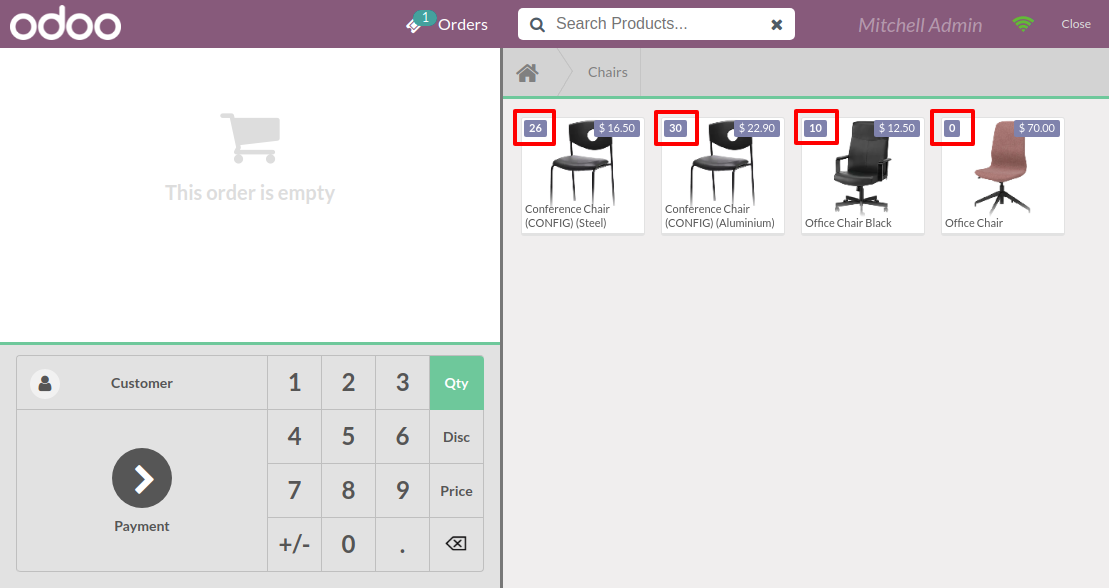 odoo
1
Orders
Search Products...
Mitchell Admin
Close
This order is empty
Chairs
26
$ 16.50
Conference Chair
(CONFIG) (Steel)
30
$ 22.90
Conference Chair
(CONFIG) (Aluminium)
10
$ 12.50
Office Chair Black
0
$ 70.00
Office Chair
Customer
Payment
1 2 3 Qty
4 5 6 Disc
7 8 9 Price
+/- 0 .